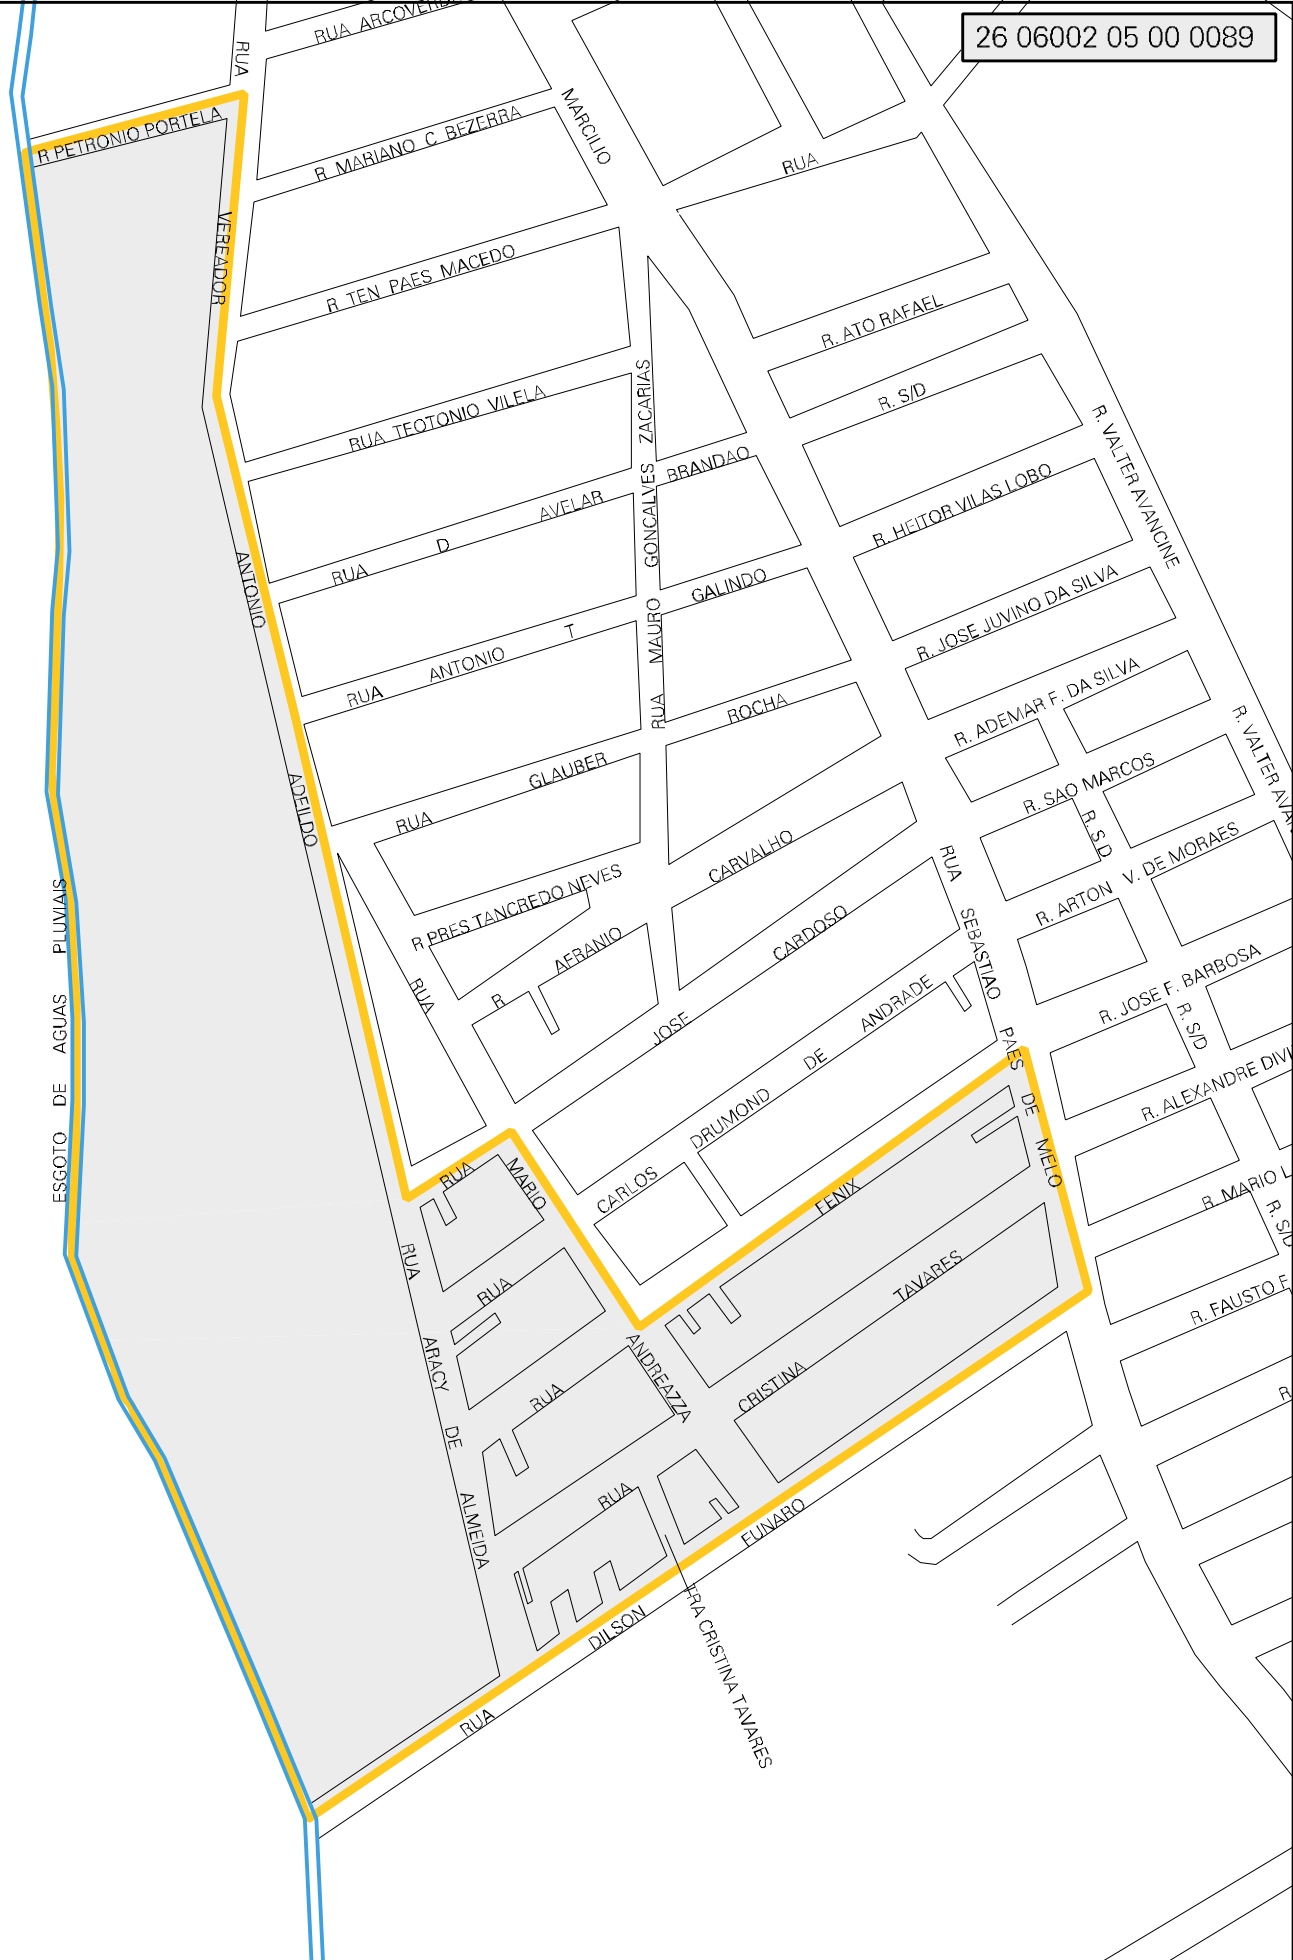 RUA ARCOVERDE
26 06002 05 00 0089
RUA
MARCILIO
R PETRONIO PORTELA
R MARIANO C BEZERRA
RUA
VEREADOR
R TEN PAES MACEDO
R. ATO RAFAEL
RUA TEOTONIO VILELA
ZACARIAS
R. S/D
R. VALTER AVANCINE
BRANDAO
GONCALVES
R. HEITOR VILAS LOBO
RUA D AVELAR
ANTONIO
GALINDO
MAURO
RUA
R. JOSE JUVINO DA SILVA
RUA ANTONIO T
ROCHA
R. ADEMAR F. DA SILVA
R. VALTER AVAN
ADEILDO
RUA GLAUBER
R. SAO MARCOS
R. S D
CARVALHO
R. ARTON V. DE MORAES
R PRES TANCREDO NEVES
RUA SEBASTIAO PAES DE MELO
ESGOTO DE AGUAS PLUVIAIS
R AFRANIO
CARDOSO
JOSE
RUA
R. JOSE F. BARBOSA
R. S/D
CARLOS DRUMOND DE ANDRADE
R. ALEXANDRE DIVI
RUA
MARIO
FENIX
R. MARIO L
R. S/D
RUA
ARACY
DE
ALMEIDA
RUA
TAVARES
CRISTINA
R. FAUSTO F
ANDREAZZA
RUA
R
RUA
RUA DILSON FUNARO
TRA CRISTINA TAVARES